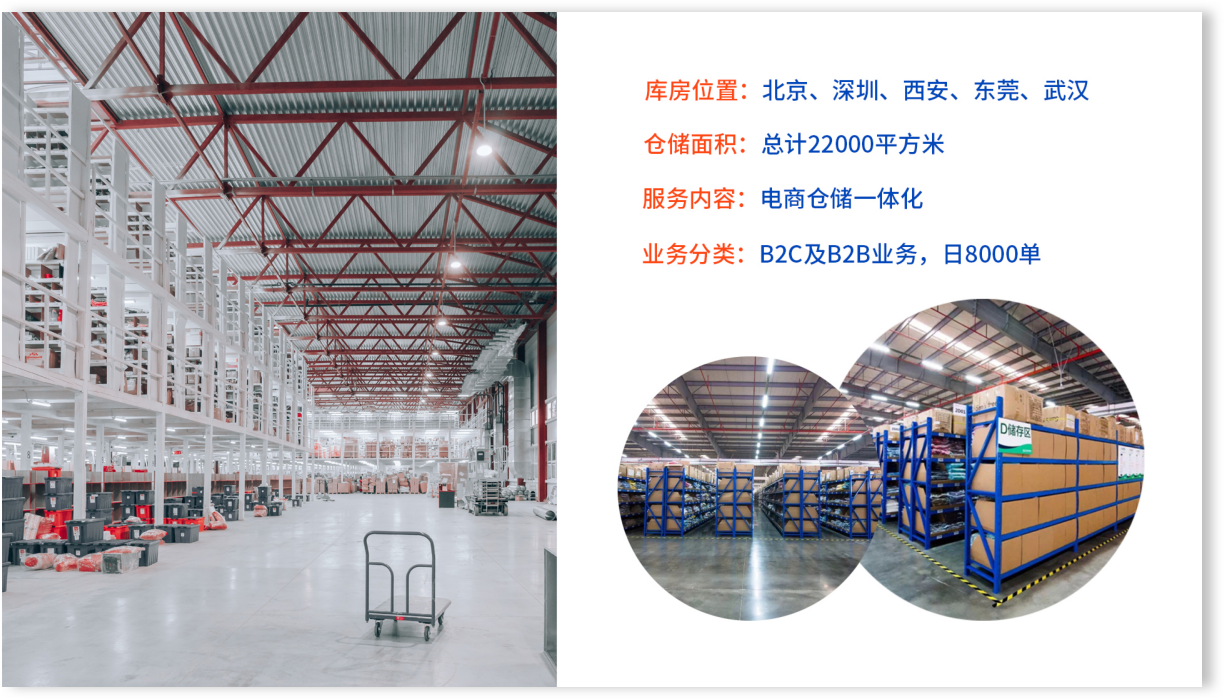 库房位置：北京、深圳、西安、东莞、武汉
仓储面积：总计22000平方米
服务内容：电商仓储一体化
业务分类：B2C及B2B业务，日8000单
D储存区